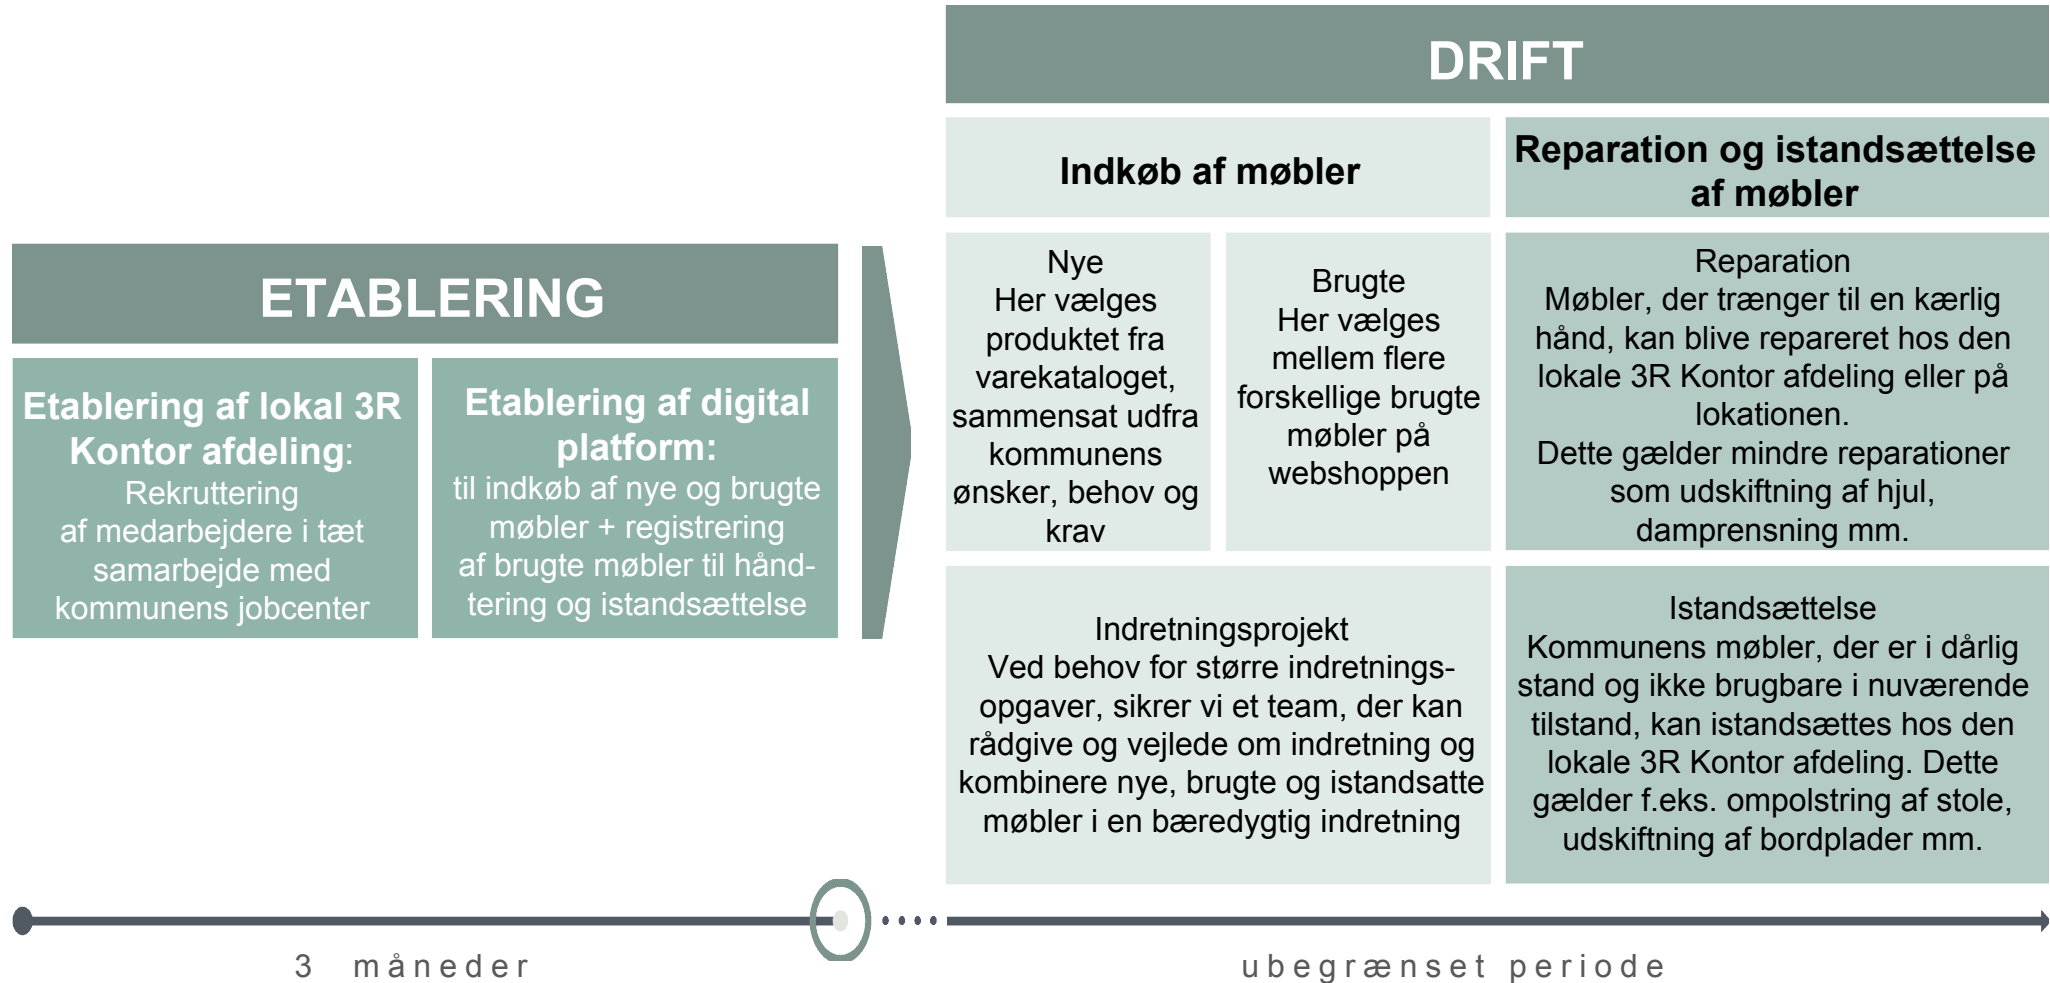 ETABLERING
Etablering af lokal 3R
Kontor afdeling:
Rekruttering
af medarbejdere i tæt
samarbejde med
kommunens jobcenter
Etablering af digital
platform:
til indkøb af nye og brugte
møbler + registrering
af brugte møbler til hånd-
tering og istandsættelse
DRIFT
Indkøb af møbler
Nye
Her vælges
produktet fra
varekataloget,
sammensat udfra
kommunens
ønsker, behov og
krav
Brugte
Her vælges
mellem flere
forskellige brugte
møbler på
webshoppen
Indretningsprojekt
Ved behov for større indretnings-
opgaver, sikrer vi et team, der kan
rådgive og vejlede om indretning og
kombinere nye, brugte og istandsatte
møbler i en bæredygtig indretning
Reparation og istandsættelse
af møbler
Reparation
Møbler, der trænger til en kærlig
hånd, kan blive repareret hos den
lokale 3R Kontor afdeling eller på
lokationen.
Dette gælder mindre reparationer
som udskiftning af hjul,
damprensning mm.
Istandsættelse
Kommunens møbler, der er i dårlig
stand og ikke brugbare i nuværende
tilstand, kan istandsættes hos den
lokale 3R Kontor afdeling. Dette
gælder f.eks. ompolstring af stole,
udskiftning af bordplader mm.
3 måneder
ubegrænset periode